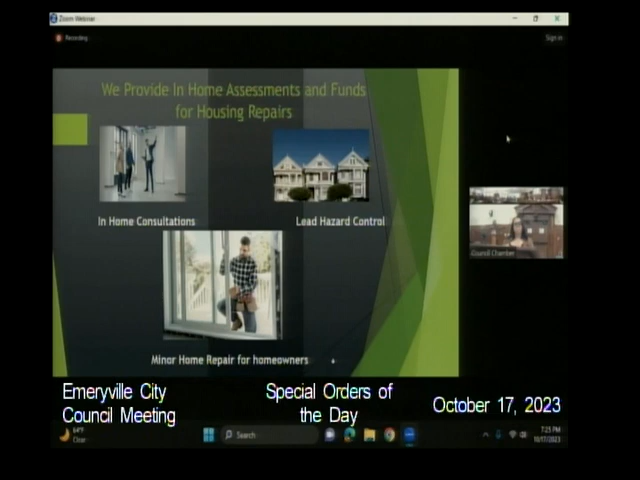 Zoom Webinar
Recording
Sign in
We Provide In Home Assessments and Funds
for Housing Repairs
In Home Consultations
Lead Hazard Control
Council Chamber
Minor Home Repair for homeowners
Emeryville City
Council Meeting
Special Orders of
the Day
October 17, 2023
64°F
Clear
Search
7:25 PM
10/17/2023